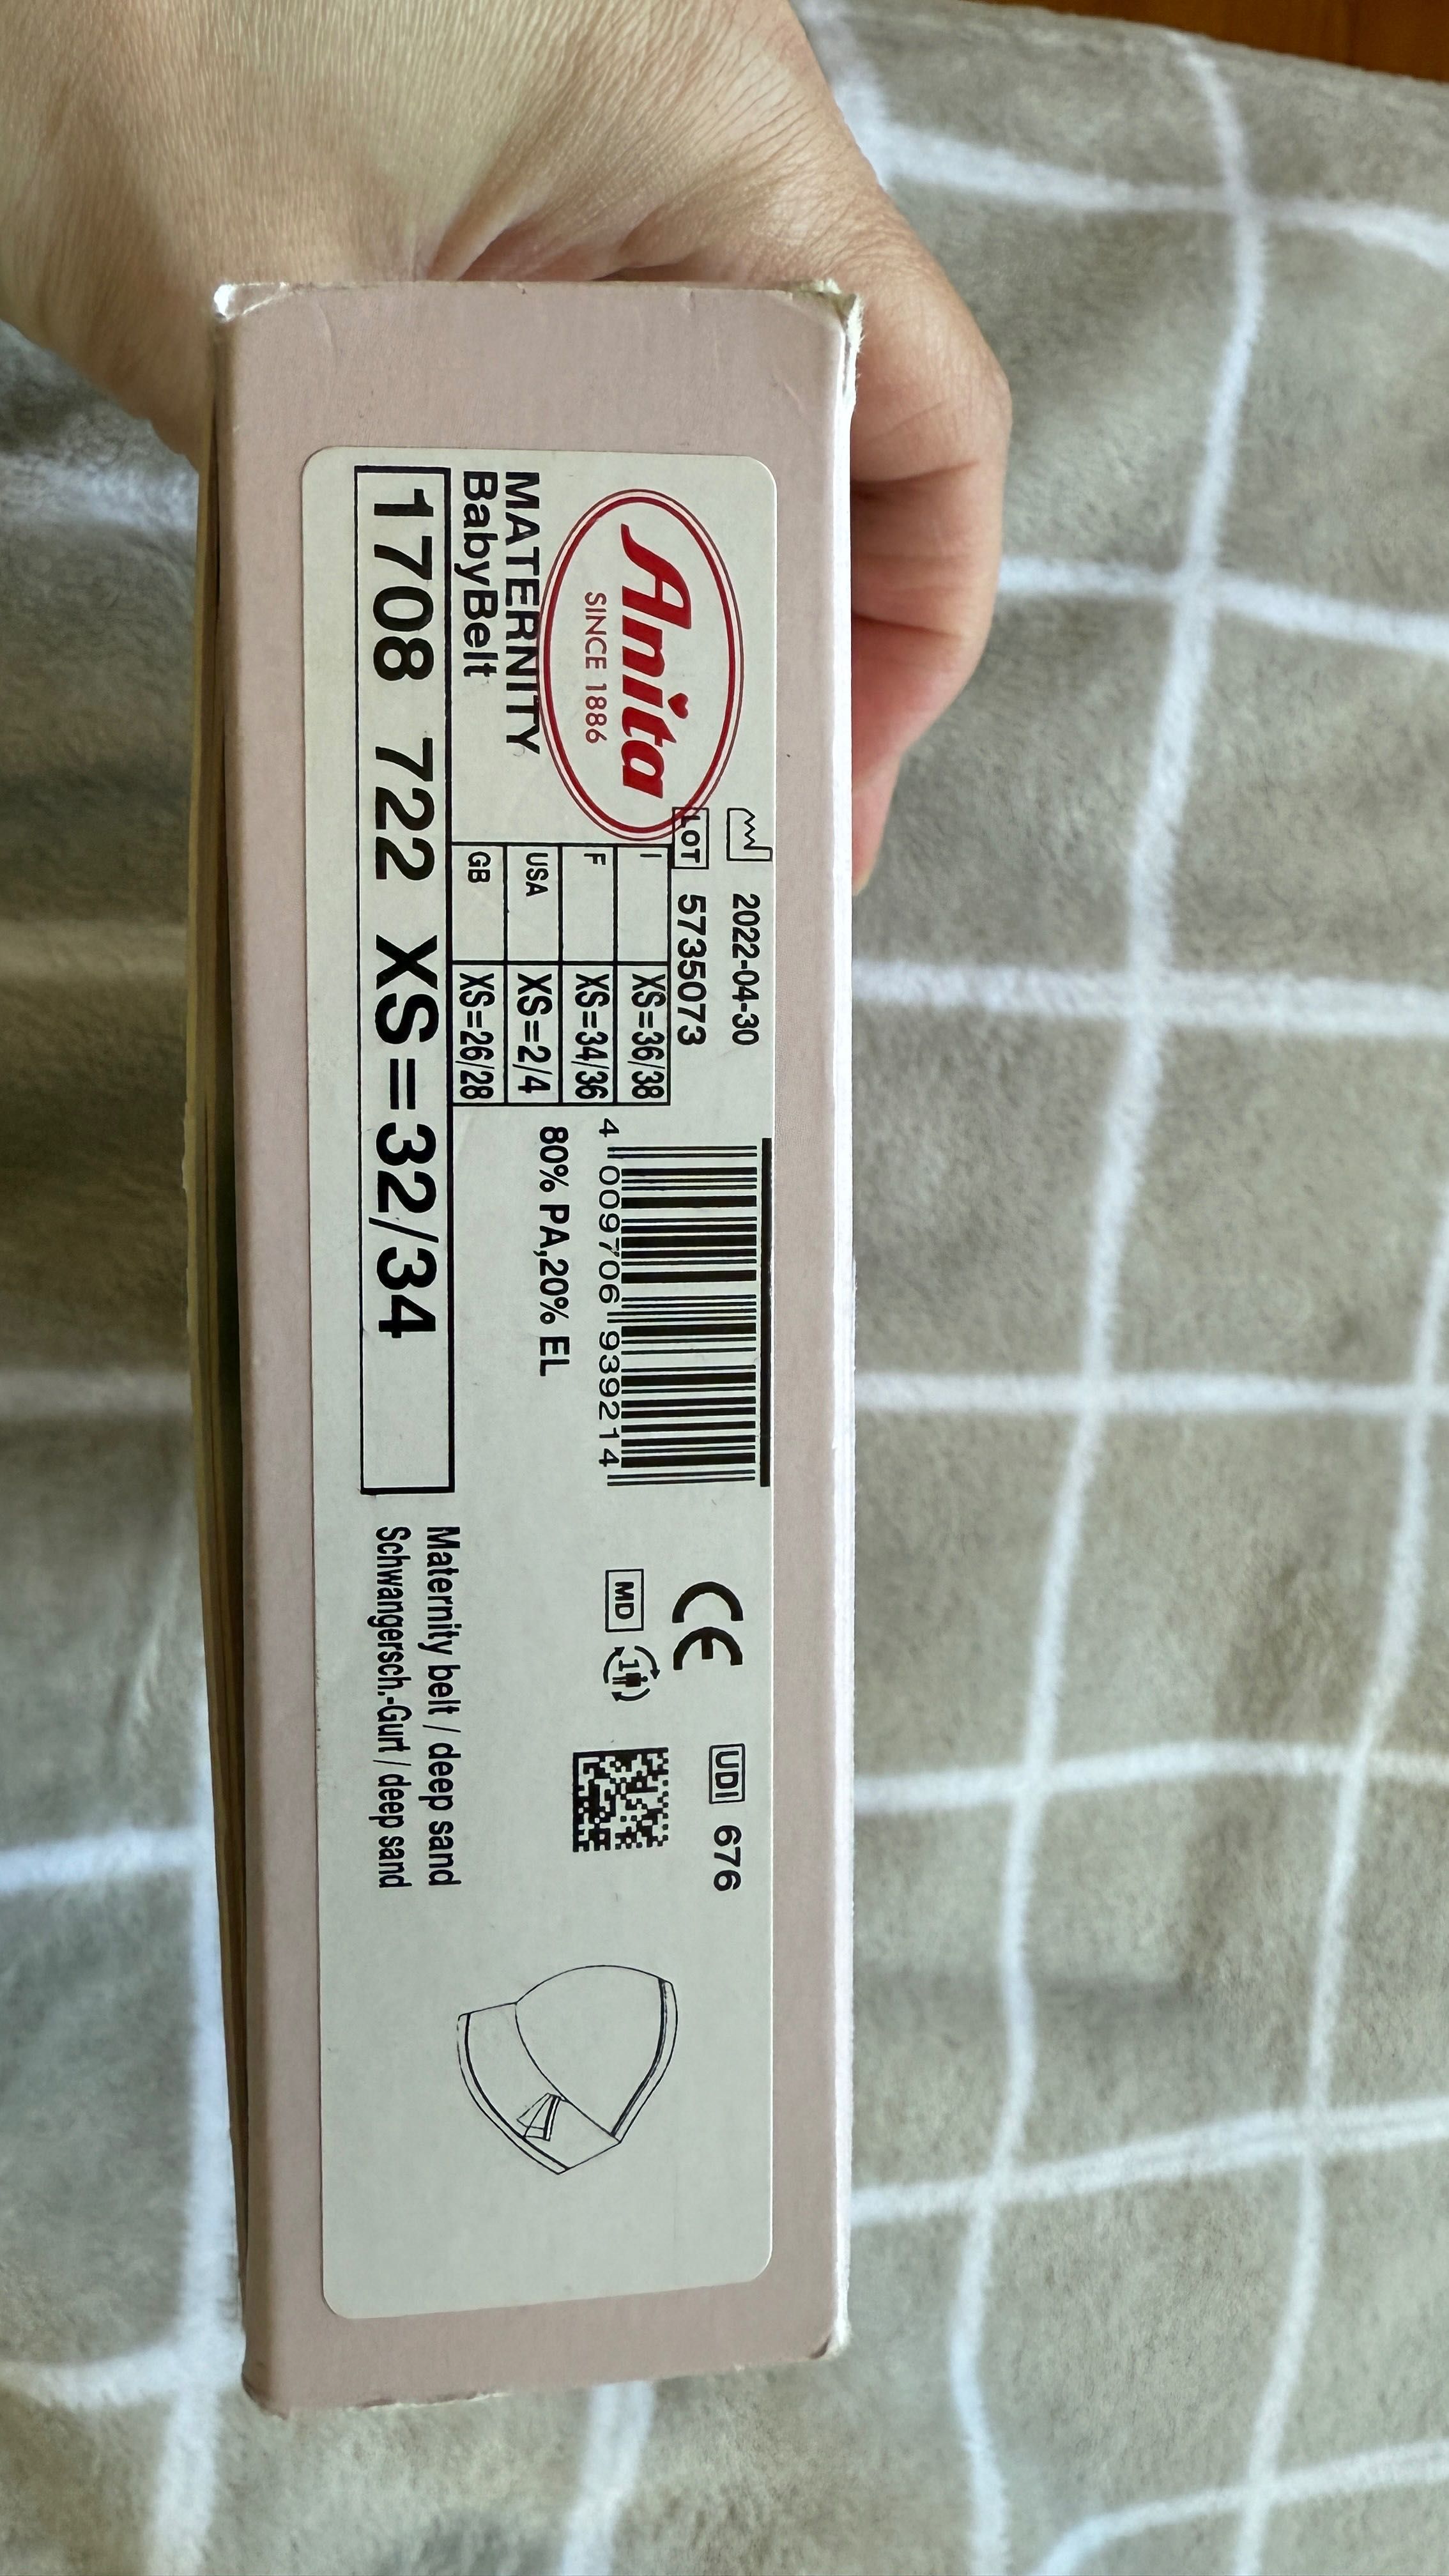 Anita
SINCE 1886
MATERNITY
BabyBelt
2022-04-30
LOT 5735073
I XS=36/38
F XS=34/36
USA XS=2/4
GB XS=26/28
1708 722 XS=32/34
4 009706 939214
80% PA,20% EL
CE
MD 1
UDI 676
Maternity belt / deep sand
Schwangersch.-Gurt / deep sand